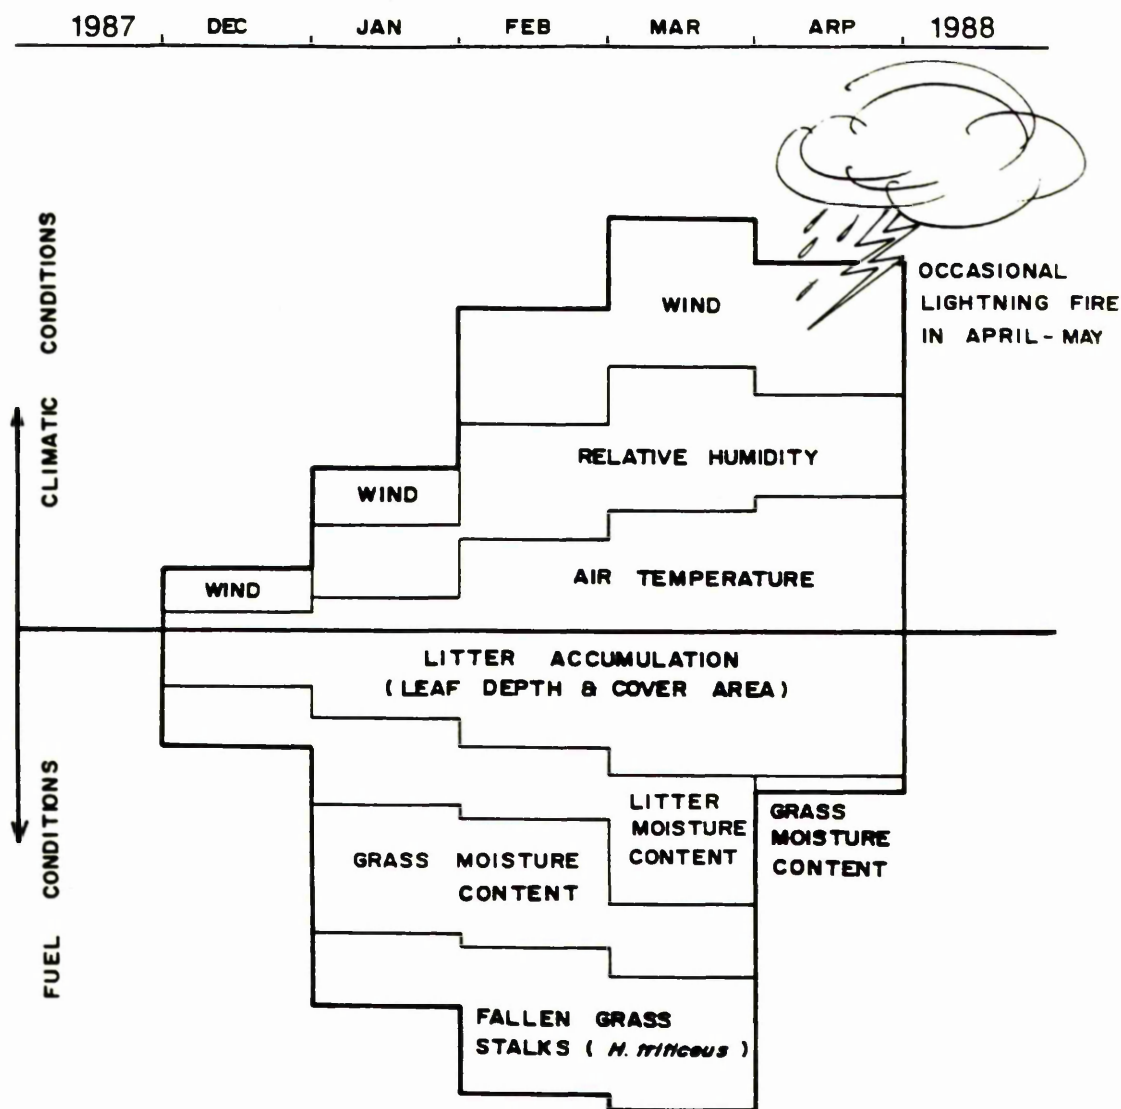 1987 DEC JAN FEB MAR ARP 1988
CLIMATIC CONDITIONS
OCCASIONAL
LIGHTNING FIRE
IN APRIL-MAY
WIND
RELATIVE HUMIDITY
WIND
AIR TEMPERATURE
WIND
LITTER ACCUMULATION
(LEAF DEPTH & COVER AREA)
FUEL CONDITIONS
LITTER
MOISTURE
CONTENT
GRASS
MOISTURE
CONTENT
GRASS MOISTURE
CONTENT
FALLEN GRASS
STALKS ( H. triticeus )